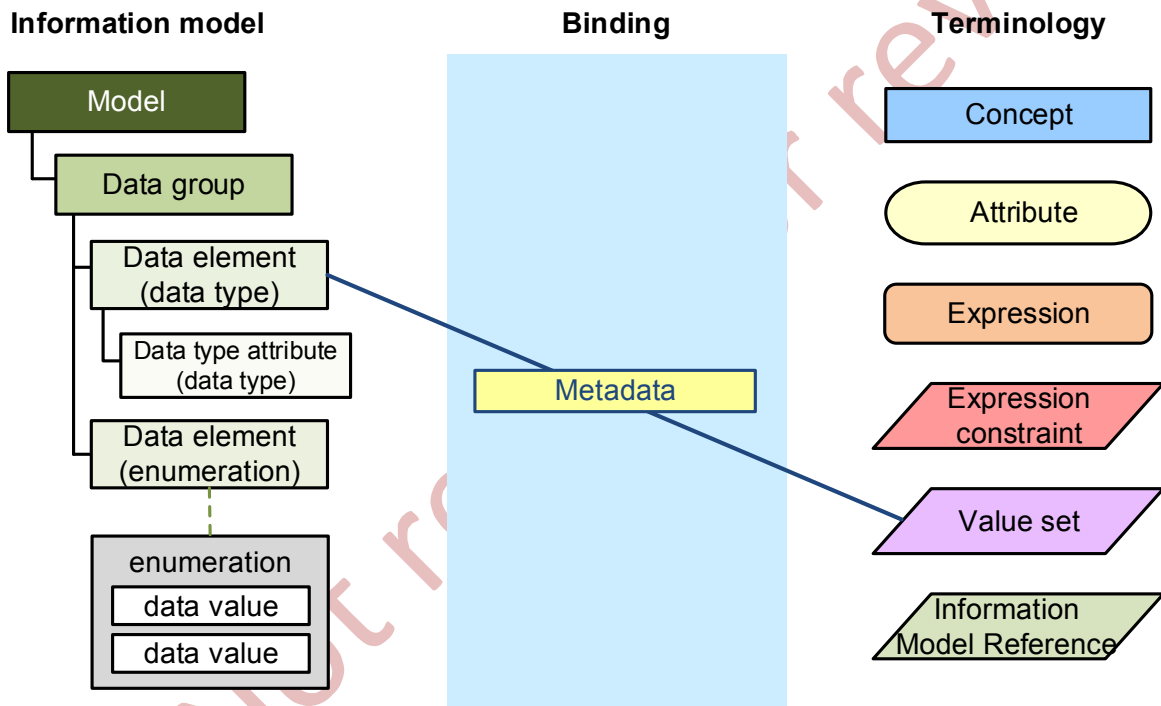 Information model
Binding
Terminology
Model
Data group
Data element
(data type)
Data type attribute
(data type)
Data element
(enumeration)
enumeration
data value
data value
Metadata
Concept
Attribute
Expression
Expression
constraint
Value set
Information
Model Reference